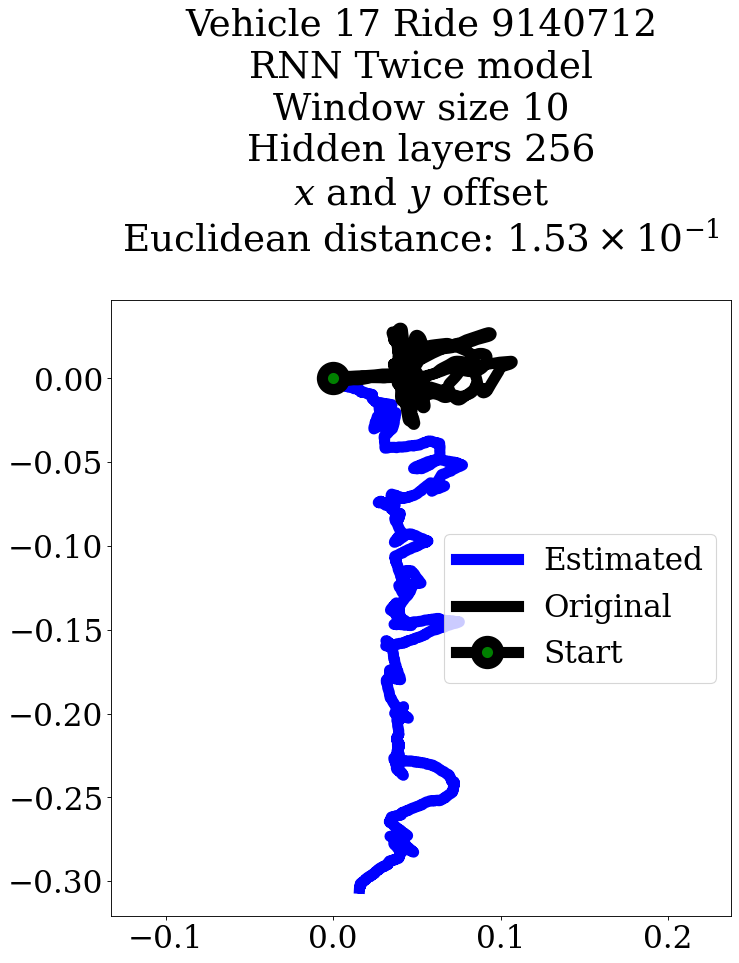 Vehicle 17 Ride 9140712
RNN Twice model
Window size 10
Hidden layers 256
x and y offset
Euclidean distance: 1.53 × 10⁻¹
0.00
−0.05
−0.10
−0.15
−0.20
−0.25
−0.30
Estimated
Original
Start
−0.1
0.0
0.1
0.2